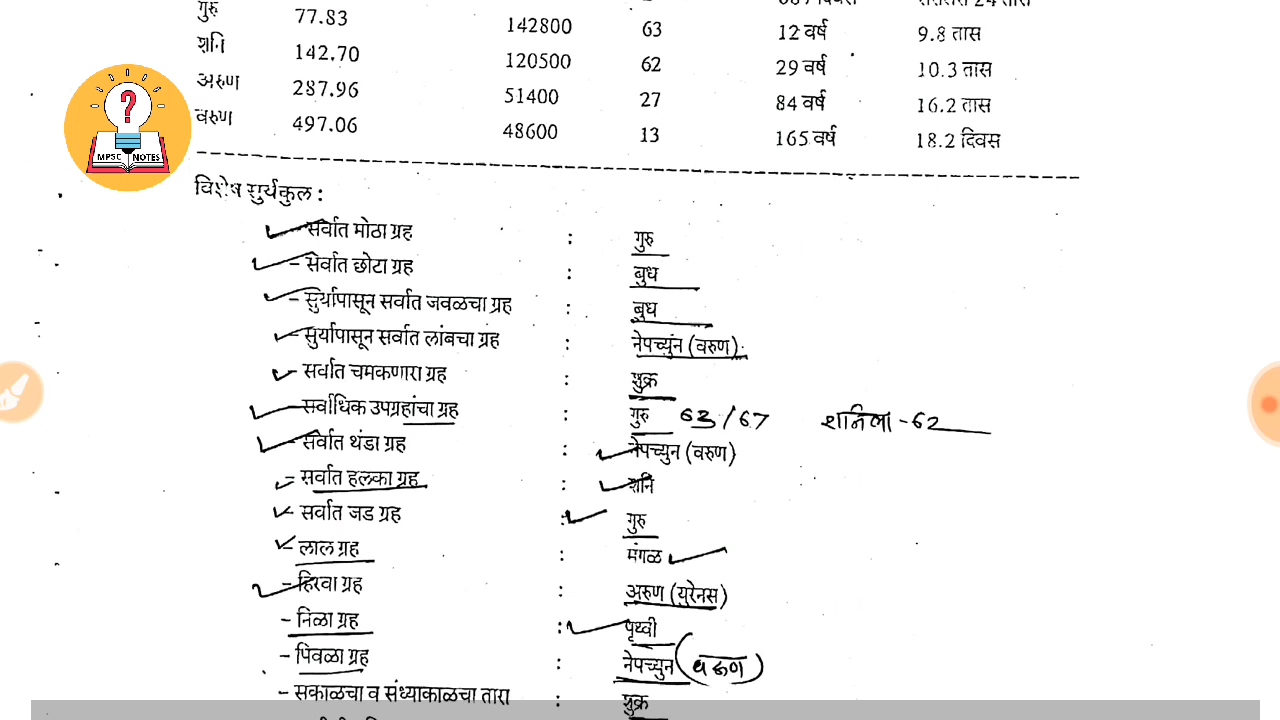 गुरु 77.83 142800 63 12 वर्ष 9.8 तास
शनि 142.70 120500 62 29 वर्ष 10.3 तास
अरुण 287.96 51400 27 84 वर्ष 16.2 तास
वरुण 497.06 48600 13 165 वर्ष 18.2 दिवस
MPSC NOTES
विशेष सुर्यकुल :
– सर्वात मोठा ग्रह : गुरु
– सर्वात छोटा ग्रह : बुध
– सुर्यापासून सर्वात जवळचा ग्रह : बुध
– सुर्यापासून सर्वात लांबचा ग्रह : नेपच्युन (वरुण)
– सर्वात चमकणारा ग्रह : शुक्र
– सर्वाधिक उपग्रहांचा ग्रह : गुरु 63/67 शनिला - 62
– सर्वात थंडा ग्रह : नेपच्युन (वरुण)
– सर्वात हलका ग्रह : शनि
– सर्वात जड ग्रह : गुरु
– लाल ग्रह : मंगळ
– हिरवा ग्रह : अरुण (युरेनस)
– निळा ग्रह : पृथ्वी
– पिवळा ग्रह : नेपच्युन (वरुण)
– सकाळचा व संध्याकाळचा तारा : शुक्र